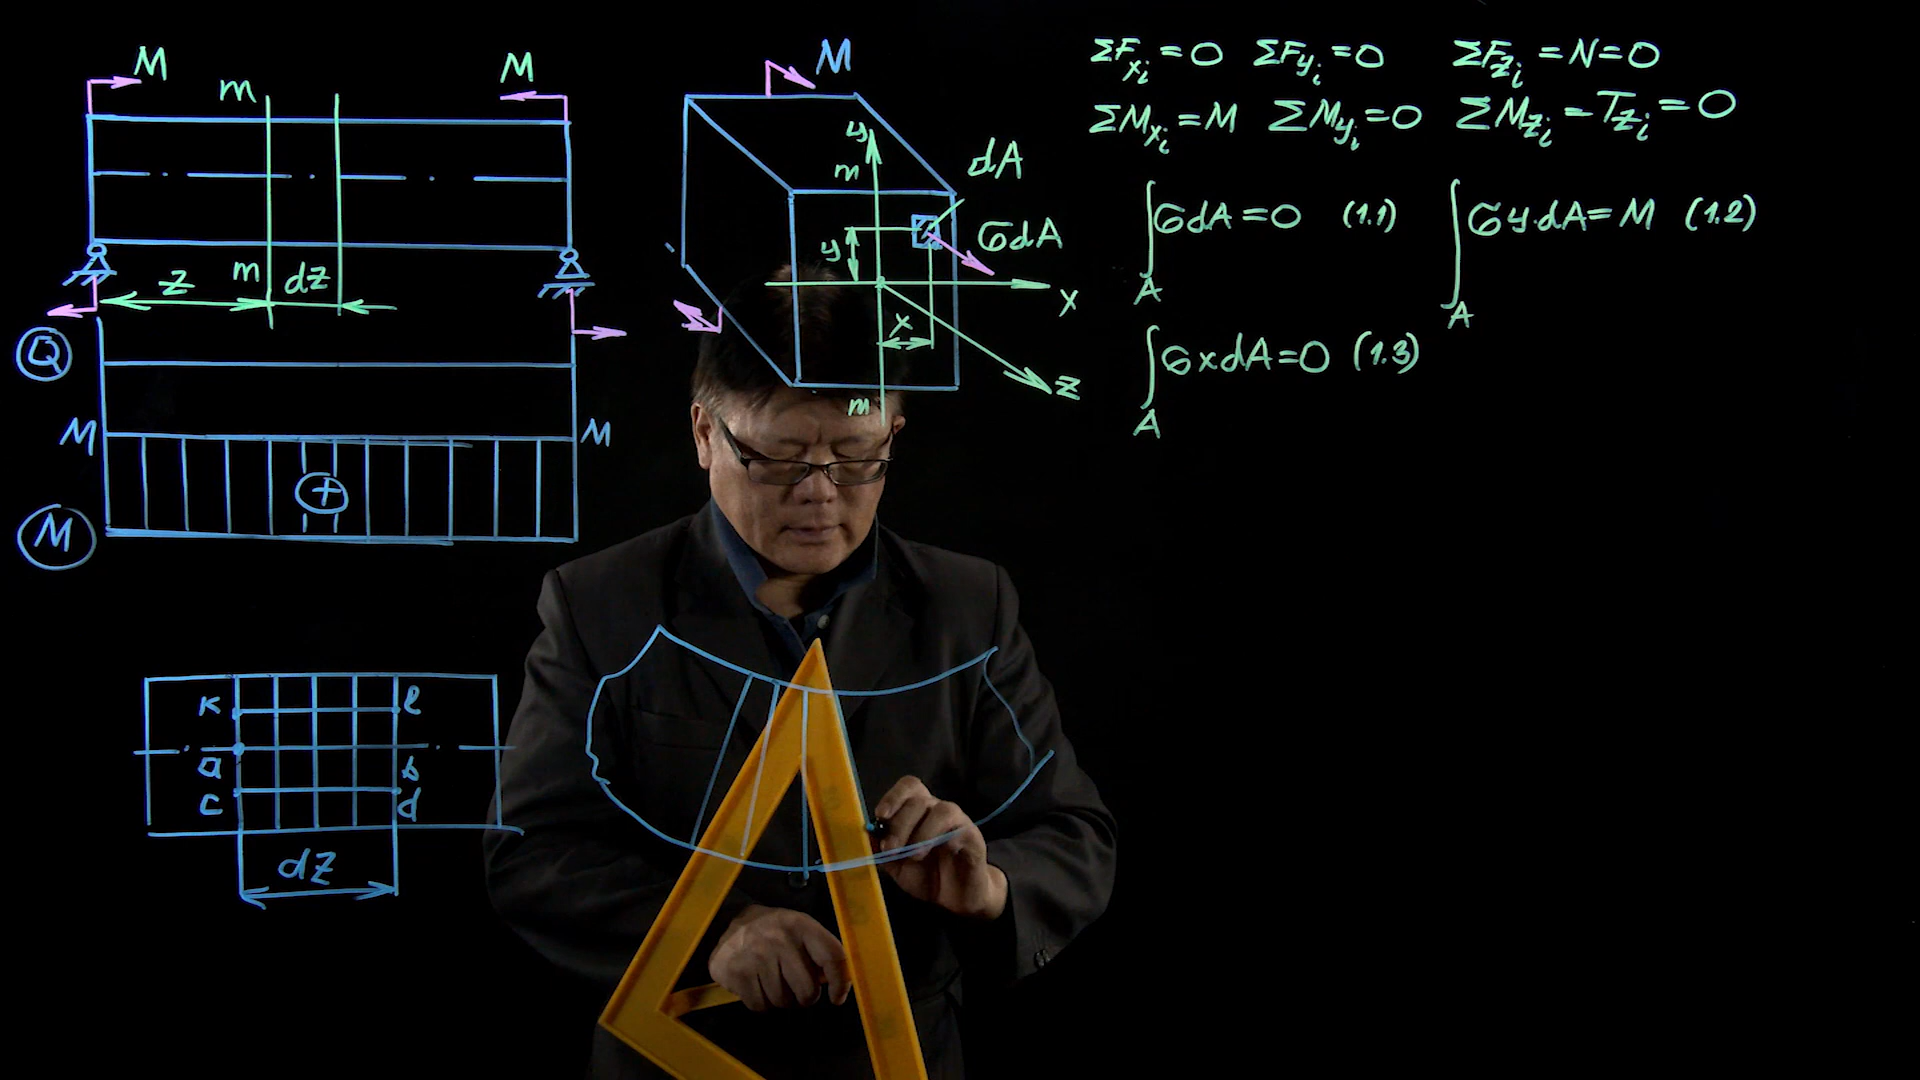 M M
m
m
z dz
Q
M M
+
M
M
y
m
dA
σdA
y
x
x
z
m
ΣFxi=0 ΣFyi=0 ΣFzi=N=0
ΣMxi=M ΣMyi=0 ΣMzi-Tzi=0
∫A σdA=0 (1.1) ∫A σy·dA=M (1.2)
∫A σxdA=0 (1.3)
K l
a b
c d
dz